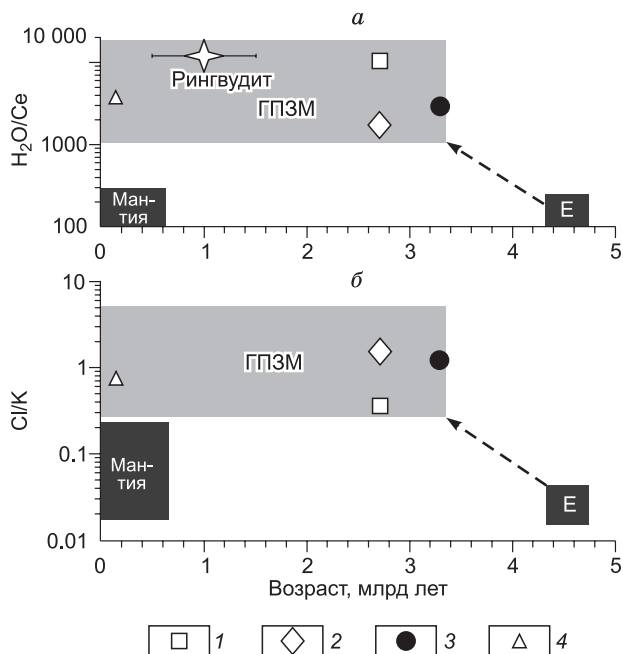 а
10 000
1000
100
H₂O/Ce
Рингвудит
ГПЗМ
Ман-
тия
E
0 1 2 3 4 5
б
10
1
0.1
0.01
Cl/K
ГПЗМ
Ман-
тия
E
0 1 2 3 4 5
Возраст, млрд лет
1 2 3 4